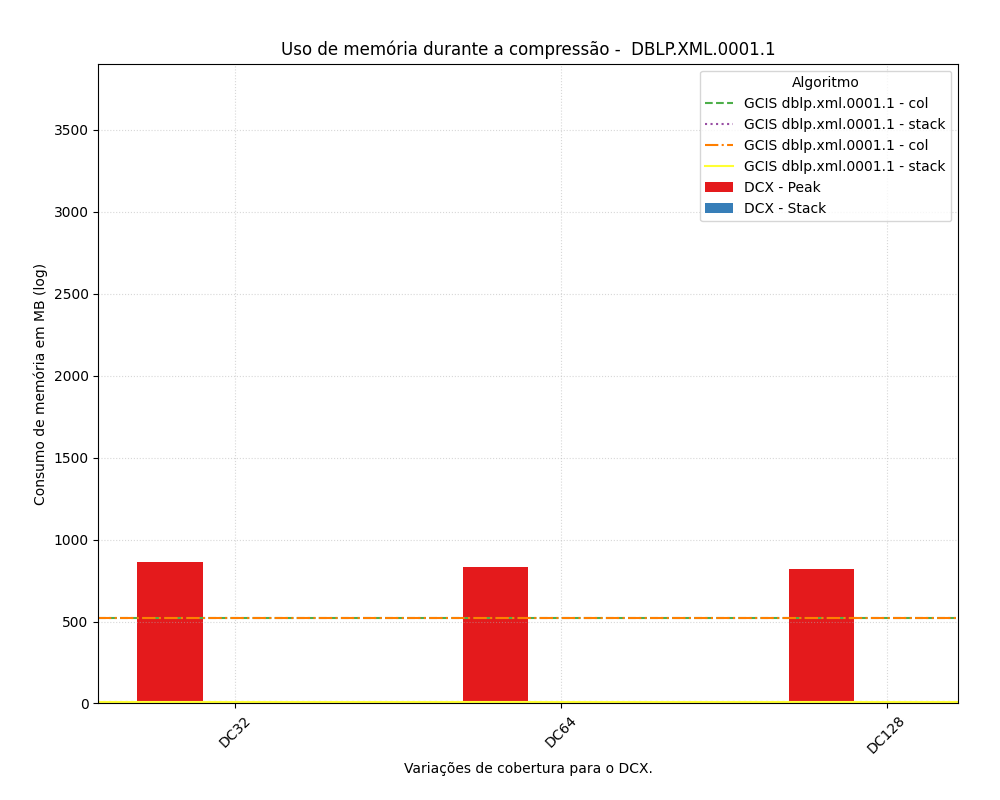 Uso de memória durante a compressão -  DBLP.XML.0001.1
Algoritmo
GCIS dblp.xml.0001.1 - col
GCIS dblp.xml.0001.1 - stack
GCIS dblp.xml.0001.1 - col
GCIS dblp.xml.0001.1 - stack
DCX - Peak
DCX - Stack
Consumo de memória em MB (log)
3500
3000
2500
2000
1500
1000
500
0
DC32
DC64
DC128
Variações de cobertura para o DCX.